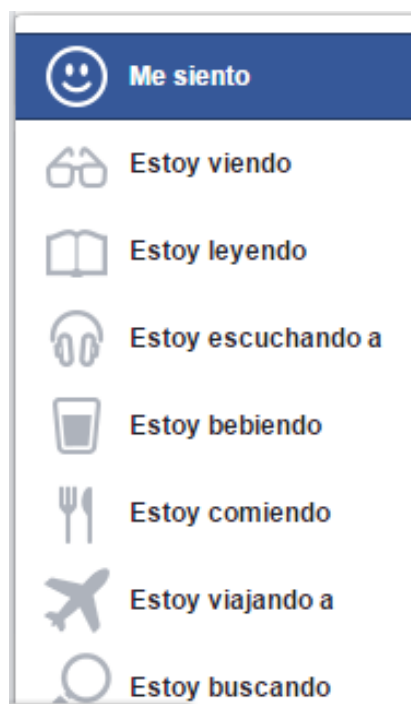 Me siento
Estoy viendo
Estoy leyendo
Estoy escuchando a
Estoy bebiendo
Estoy comiendo
Estoy viajando a
Estoy buscando